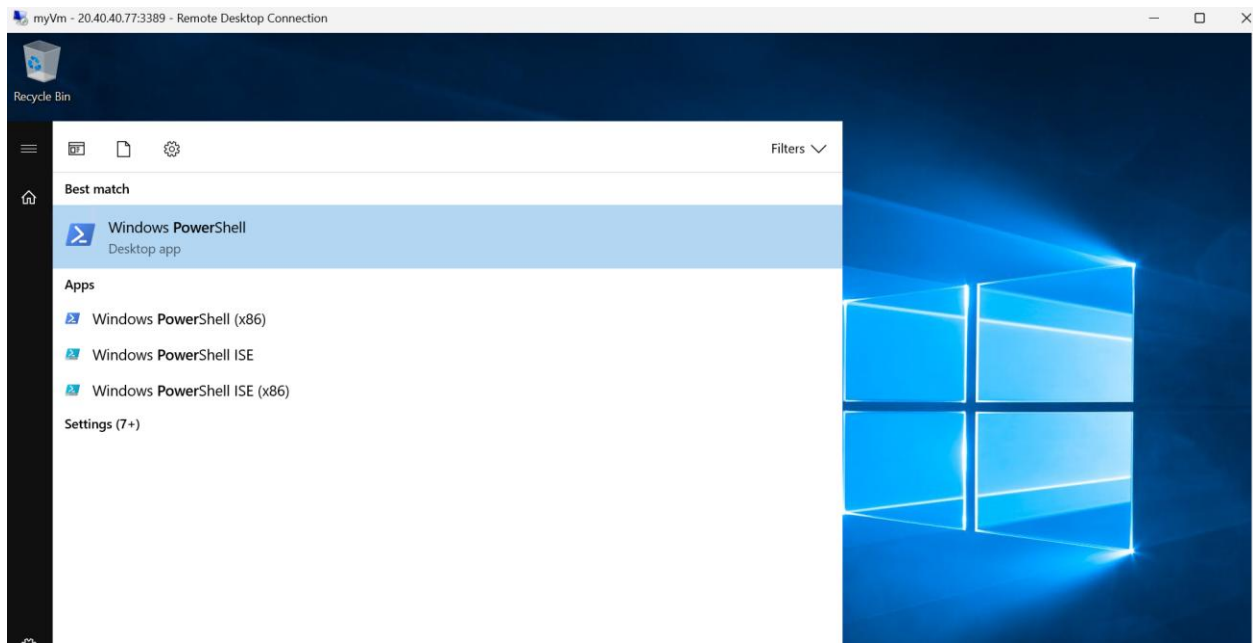 myVm - 20.40.40.77:3389 - Remote Desktop Connection
Recycle Bin
Filters
Best match
Windows PowerShell
Desktop app
Apps
Windows PowerShell (x86)
Windows PowerShell ISE
Windows PowerShell ISE (x86)
Settings (7+)